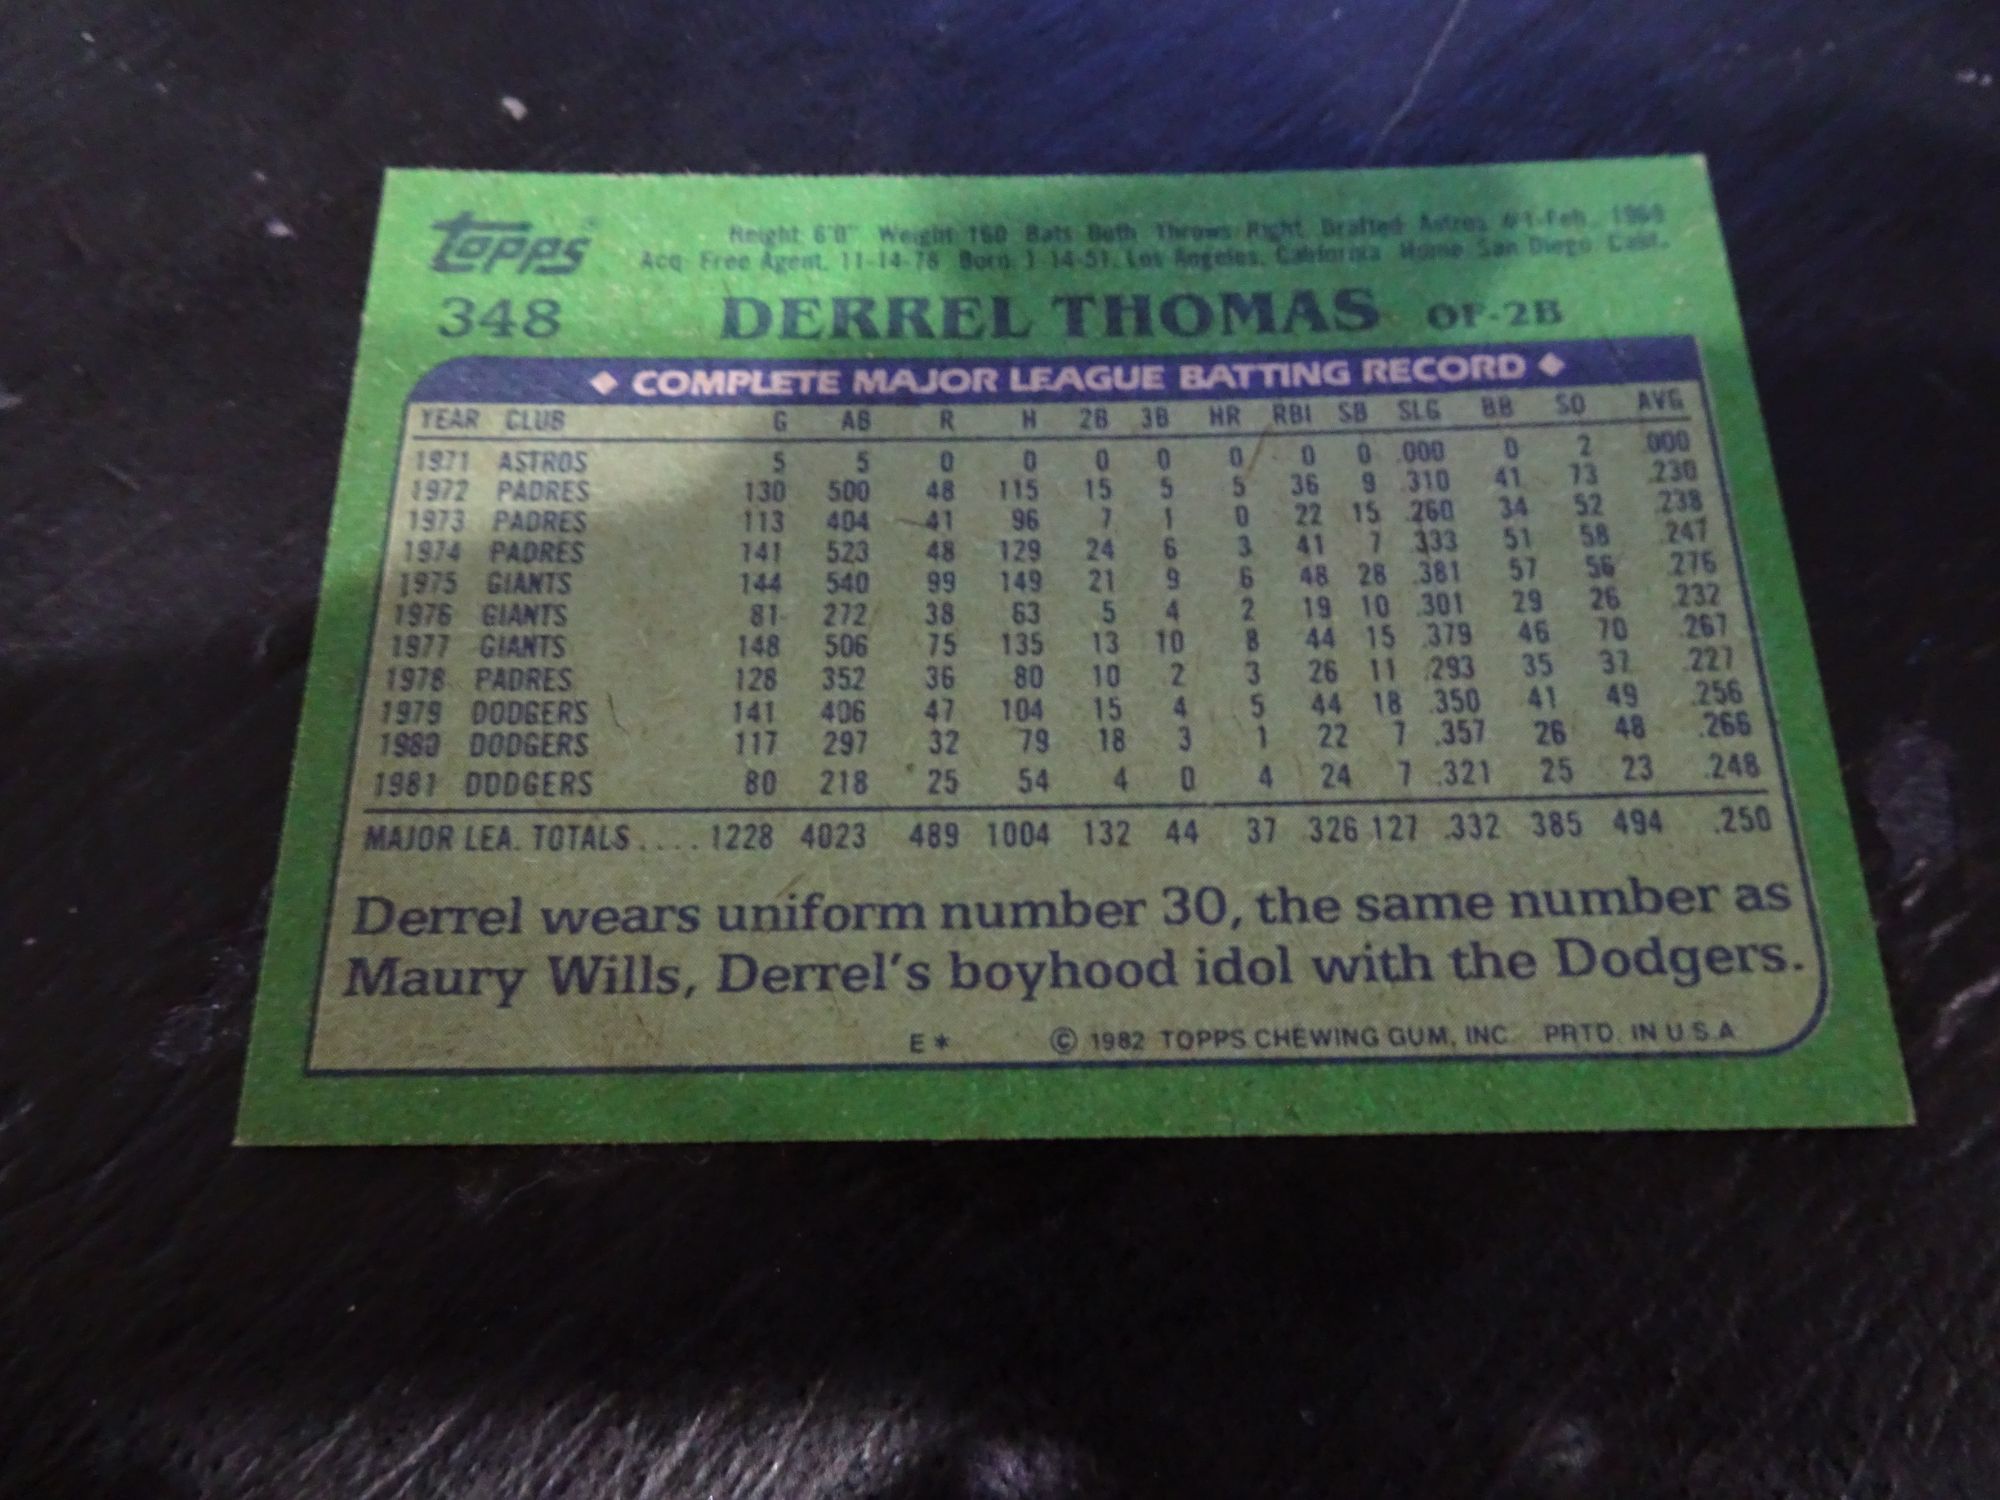 topps
Height 6'0" Weight 160 Bats Both Throws Right Drafted Astros #1-Feb. 1969
Acq Free Agent, 11-14-78 Born 1-14-51, Los Angeles, California Home San Diego Calif.
348 DERREL THOMAS OF-2B
◆ COMPLETE MAJOR LEAGUE BATTING RECORD ◆
YEAR CLUB G AB R H 2B 3B HR RBI SB SLG BB SO AVG
1971 ASTROS 5 5 0 0 0 0 0 0 0 .000 0 2 .000
1972 PADRES 130 500 48 115 15 5 5 36 9 .310 41 73 .230
1973 PADRES 113 404 41 96 7 1 0 22 15 .260 34 52 .238
1974 PADRES 141 523 48 129 24 6 3 41 7 .333 51 58 .247
1975 GIANTS 144 540 99 149 21 9 6 48 28 .381 57 56 .276
1976 GIANTS 81 272 38 63 5 4 2 19 10 .301 29 26 .232
1977 GIANTS 148 506 75 135 13 10 8 44 15 .379 46 70 .267
1978 PADRES 128 352 36 80 10 2 3 26 11 .293 35 37 .227
1979 DODGERS 141 406 47 104 15 4 5 44 18 .350 41 49 .256
1980 DODGERS 117 297 32 79 18 3 1 22 7 .357 26 48 .266
1981 DODGERS 80 218 25 54 4 0 4 24 7 .321 25 23 .248
MAJOR LEA. TOTALS .... 1228 4023 489 1004 132 44 37 326 127 .332 385 494 .250
Derrel wears uniform number 30, the same number as
Maury Wills, Derrel's boyhood idol with the Dodgers.
E* © 1982 TOPPS CHEWING GUM, INC. PRTD. IN U.S.A.